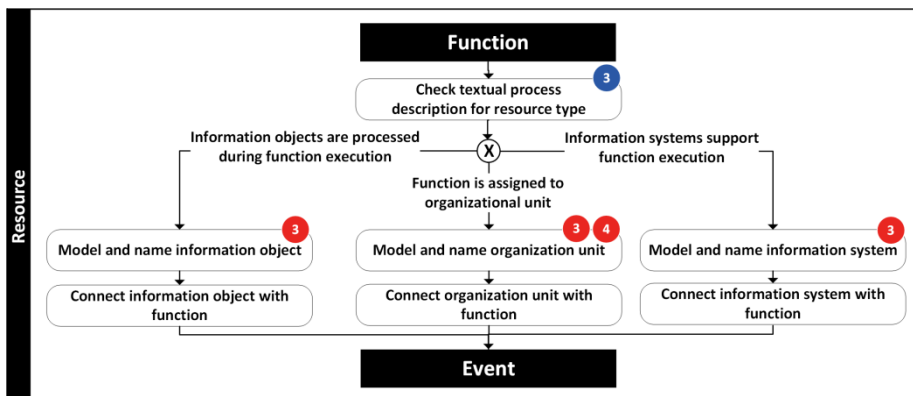 Resource
Function
3
Check textual process
description for resource type
Information objects are processed
during function execution
X
Information systems support
function execution
Function is assigned to
organizational unit
3
3 4
3
Model and name information object
Model and name organization unit
Model and name information system
Connect information object with
function
Connect organization unit with
function
Connect information system with
function
Event